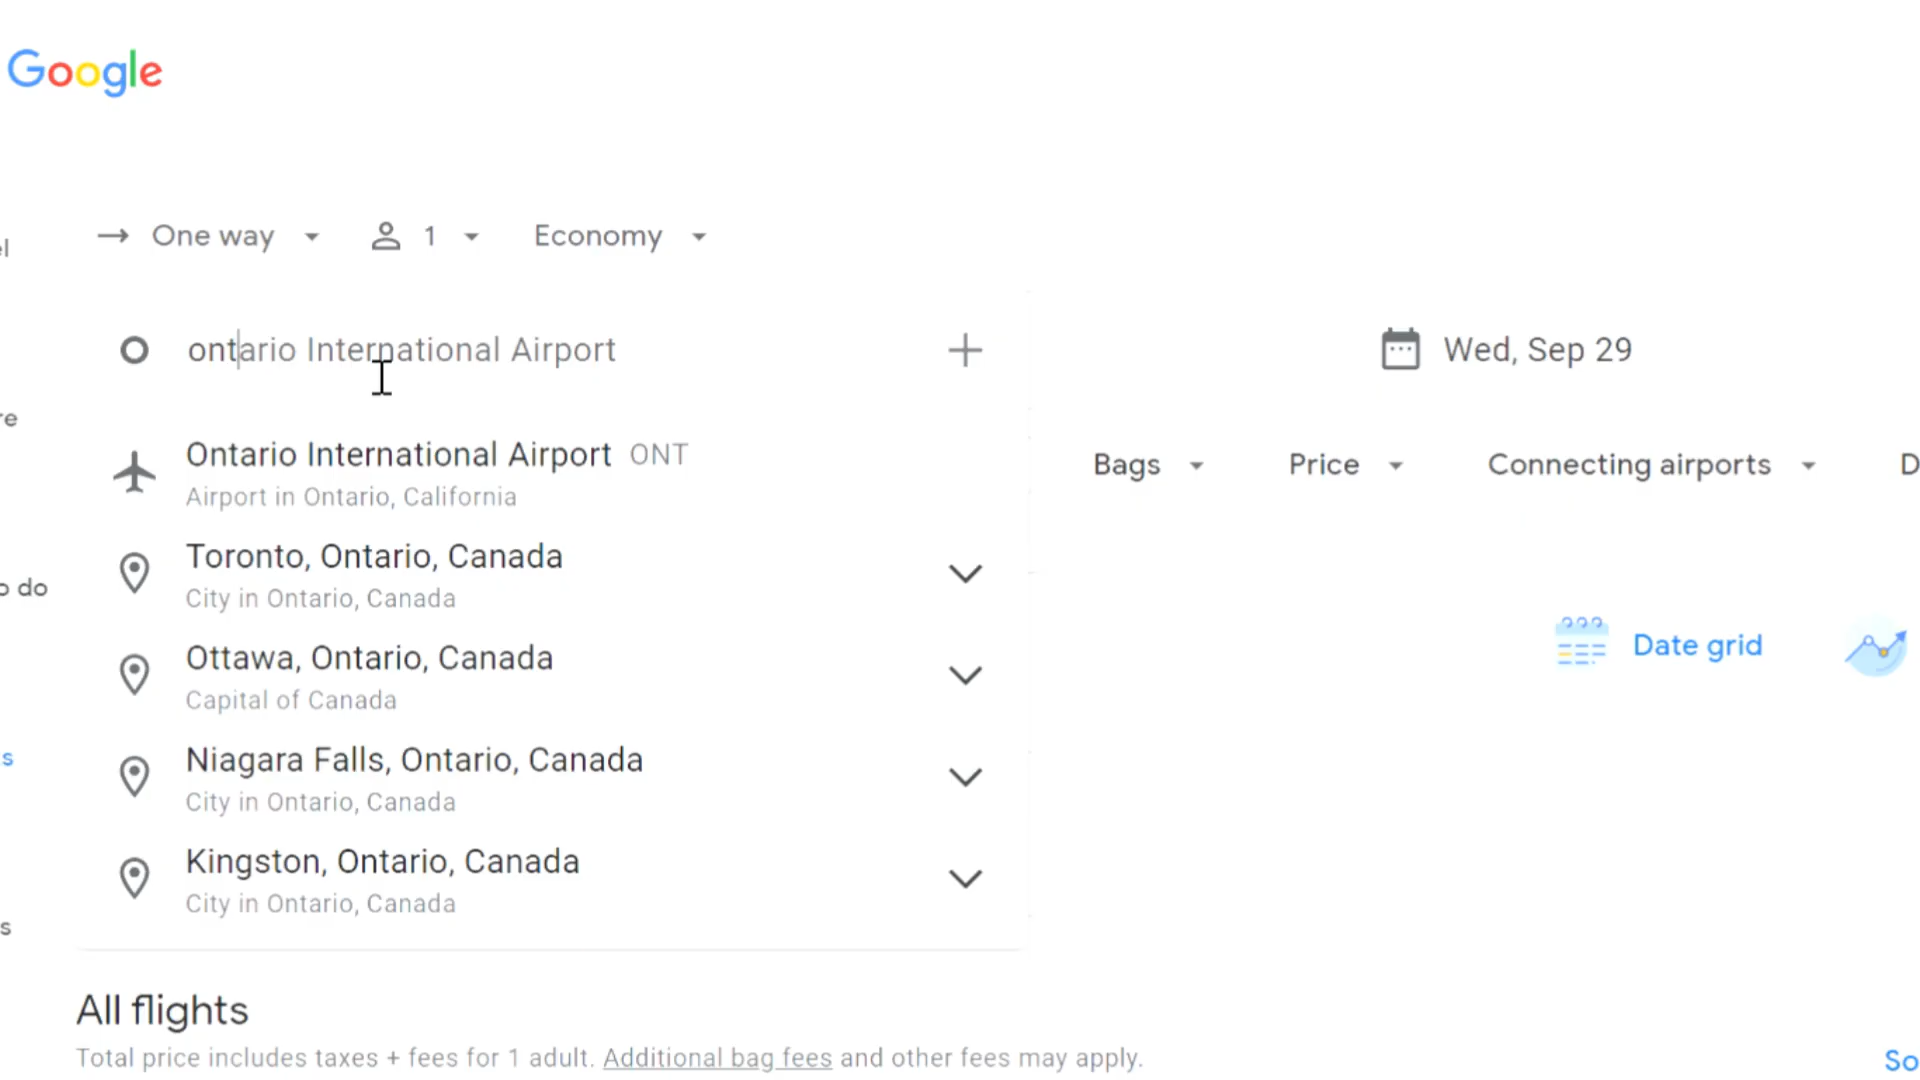 Google
One way
1
Economy
ontario International Airport
Wed, Sep 29
Ontario International Airport ONT
Airport in Ontario, California
Bags
Price
Connecting airports
D
Toronto, Ontario, Canada
City in Ontario, Canada
o do
Date grid
Ottawa, Ontario, Canada
Capital of Canada
Niagara Falls, Ontario, Canada
City in Ontario, Canada
Kingston, Ontario, Canada
City in Ontario, Canada
All flights
Total price includes taxes + fees for 1 adult. Additional bag fees and other fees may apply.
So